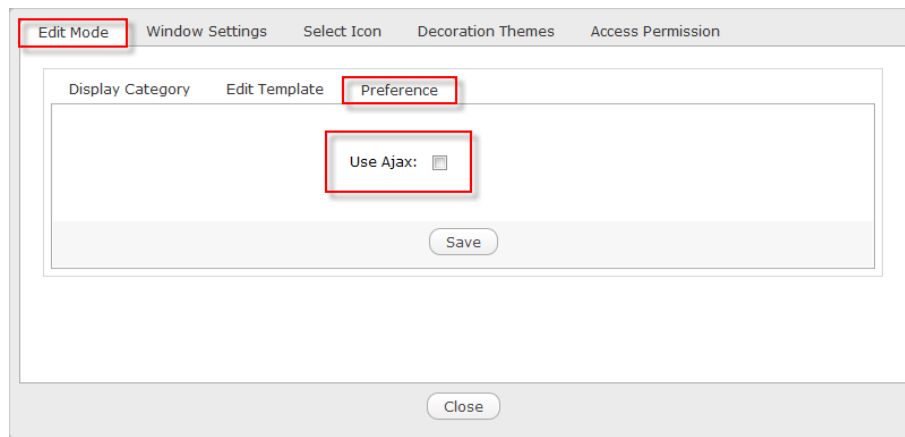 Edit Mode Window Settings Select Icon Decoration Themes Access Permission
Display Category Edit Template Preference
Use Ajax:
Save
Close